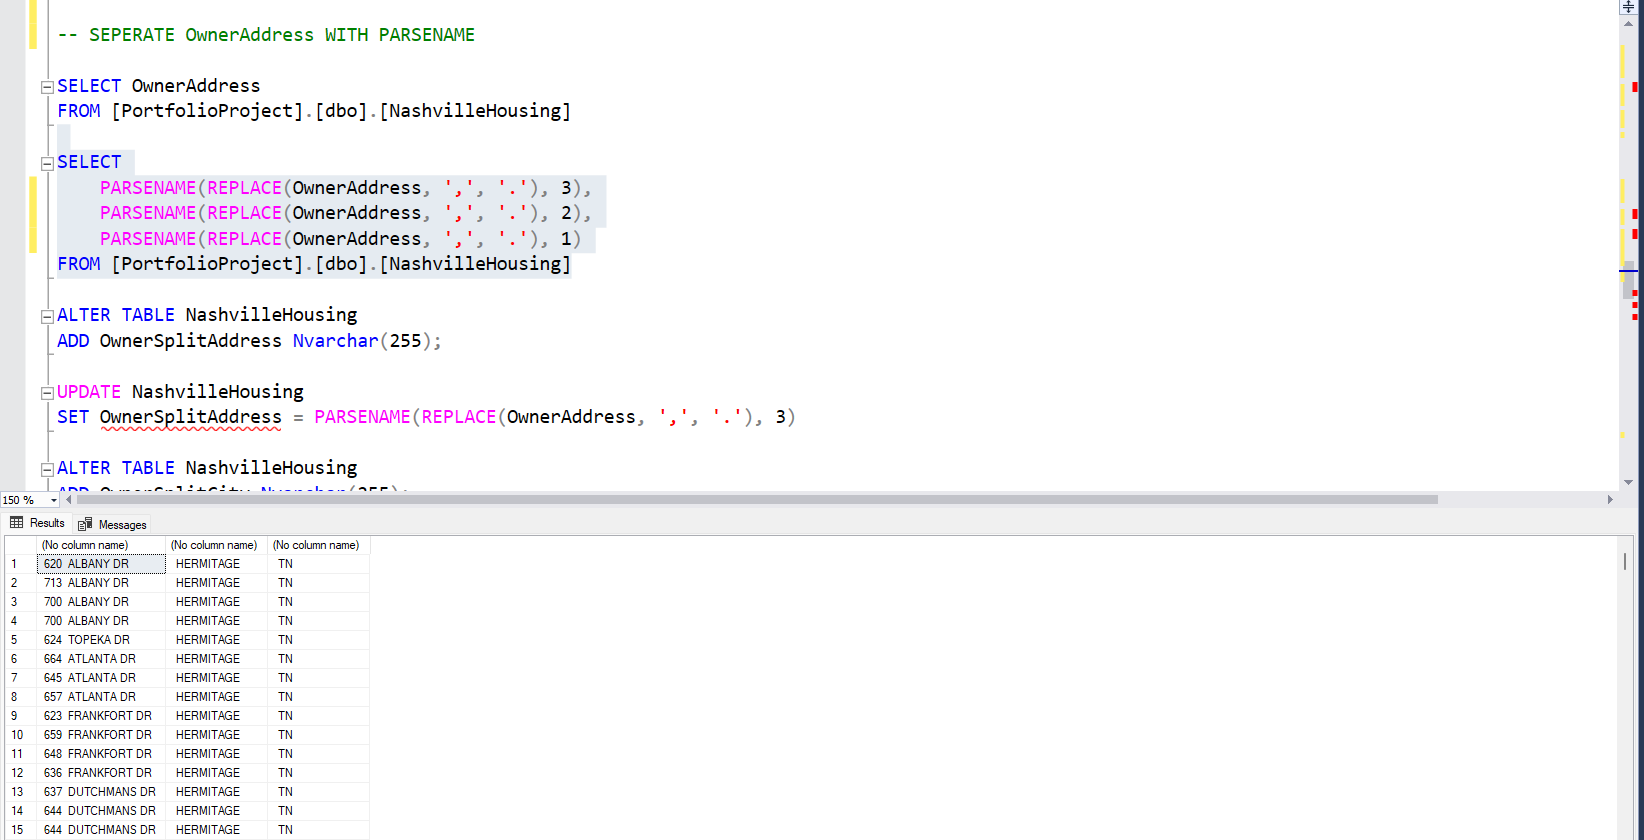 -- SEPERATE OwnerAddress WITH PARSENAME
SELECT OwnerAddress
FROM [PortfolioProject].[dbo].[NashvilleHousing]
SELECT
PARSENAME(REPLACE(OwnerAddress, ',', '.'), 3),
PARSENAME(REPLACE(OwnerAddress, ',', '.'), 2),
PARSENAME(REPLACE(OwnerAddress, ',', '.'), 1)
FROM [PortfolioProject].[dbo].[NashvilleHousing]
ALTER TABLE NashvilleHousing
ADD OwnerSplitAddress Nvarchar(255);
UPDATE NashvilleHousing
SET OwnerSplitAddress = PARSENAME(REPLACE(OwnerAddress, ',', '.'), 3)
ALTER TABLE NashvilleHousing
ADD OwnerSplitCity Nvarchar(255);
150 %
Results Messages
(No column name) (No column name) (No column name)
1 620 ALBANY DR HERMITAGE TN
2 713 ALBANY DR HERMITAGE TN
3 700 ALBANY DR HERMITAGE TN
4 700 ALBANY DR HERMITAGE TN
5 624 TOPEKA DR HERMITAGE TN
6 664 ATLANTA DR HERMITAGE TN
7 645 ATLANTA DR HERMITAGE TN
8 657 ATLANTA DR HERMITAGE TN
9 623 FRANKFORT DR HERMITAGE TN
10 659 FRANKFORT DR HERMITAGE TN
11 648 FRANKFORT DR HERMITAGE TN
12 636 FRANKFORT DR HERMITAGE TN
13 637 DUTCHMANS DR HERMITAGE TN
14 644 DUTCHMANS DR HERMITAGE TN
15 644 DUTCHMANS DR HERMITAGE TN